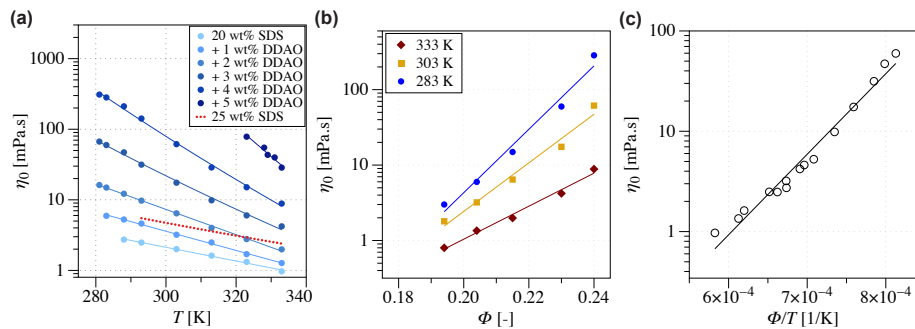 (a)
η0 [mPa.s]
1000
100
10
1
280
300
320
340
T [K]
20 wt% SDS
+ 1 wt% DDAO
+ 2 wt% DDAO
+ 3 wt% DDAO
+ 4 wt% DDAO
+ 5 wt% DDAO
25 wt% SDS
(b)
η0 [mPa.s]
100
10
1
0.18
0.20
0.22
0.24
Φ [-]
333 K
303 K
283 K
(c)
η0 [mPa.s]
100
10
1
6×10−4
7×10−4
8×10−4
Φ/T [1/K]